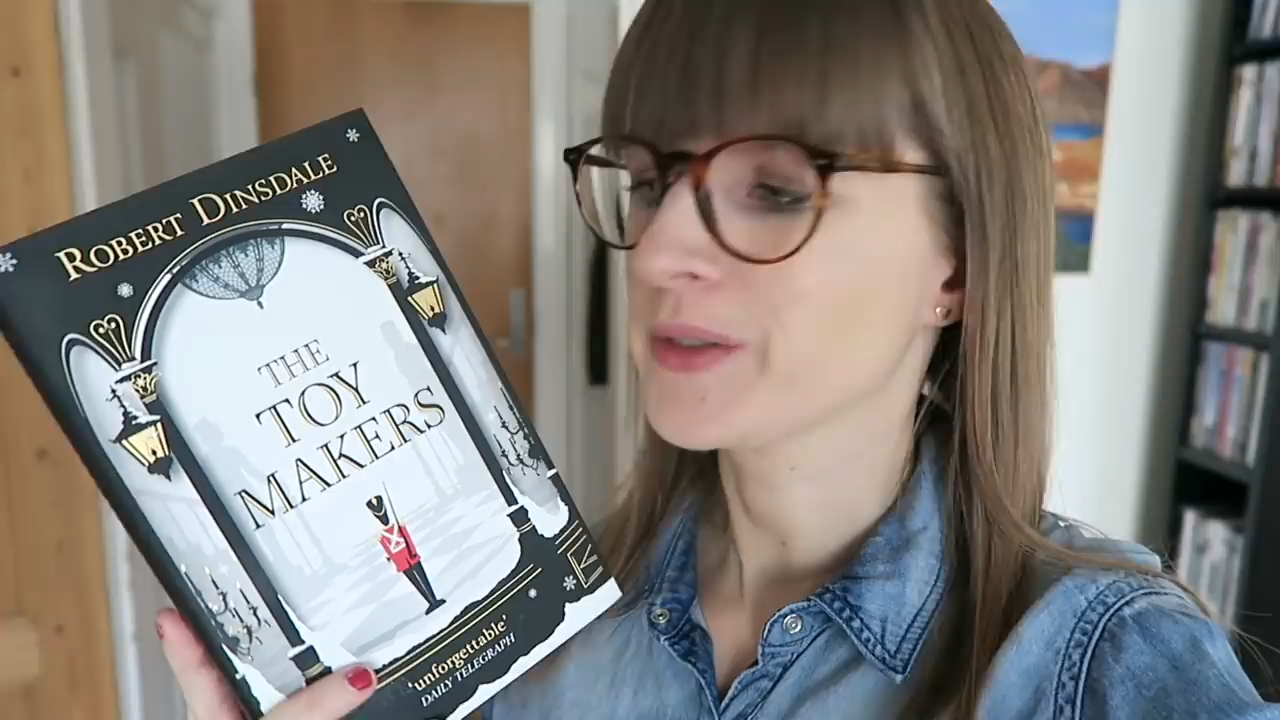 ROBERT DINSDALE
THE
TOY
MAKERS
'unforgettable'
DAILY TELEGRAPH